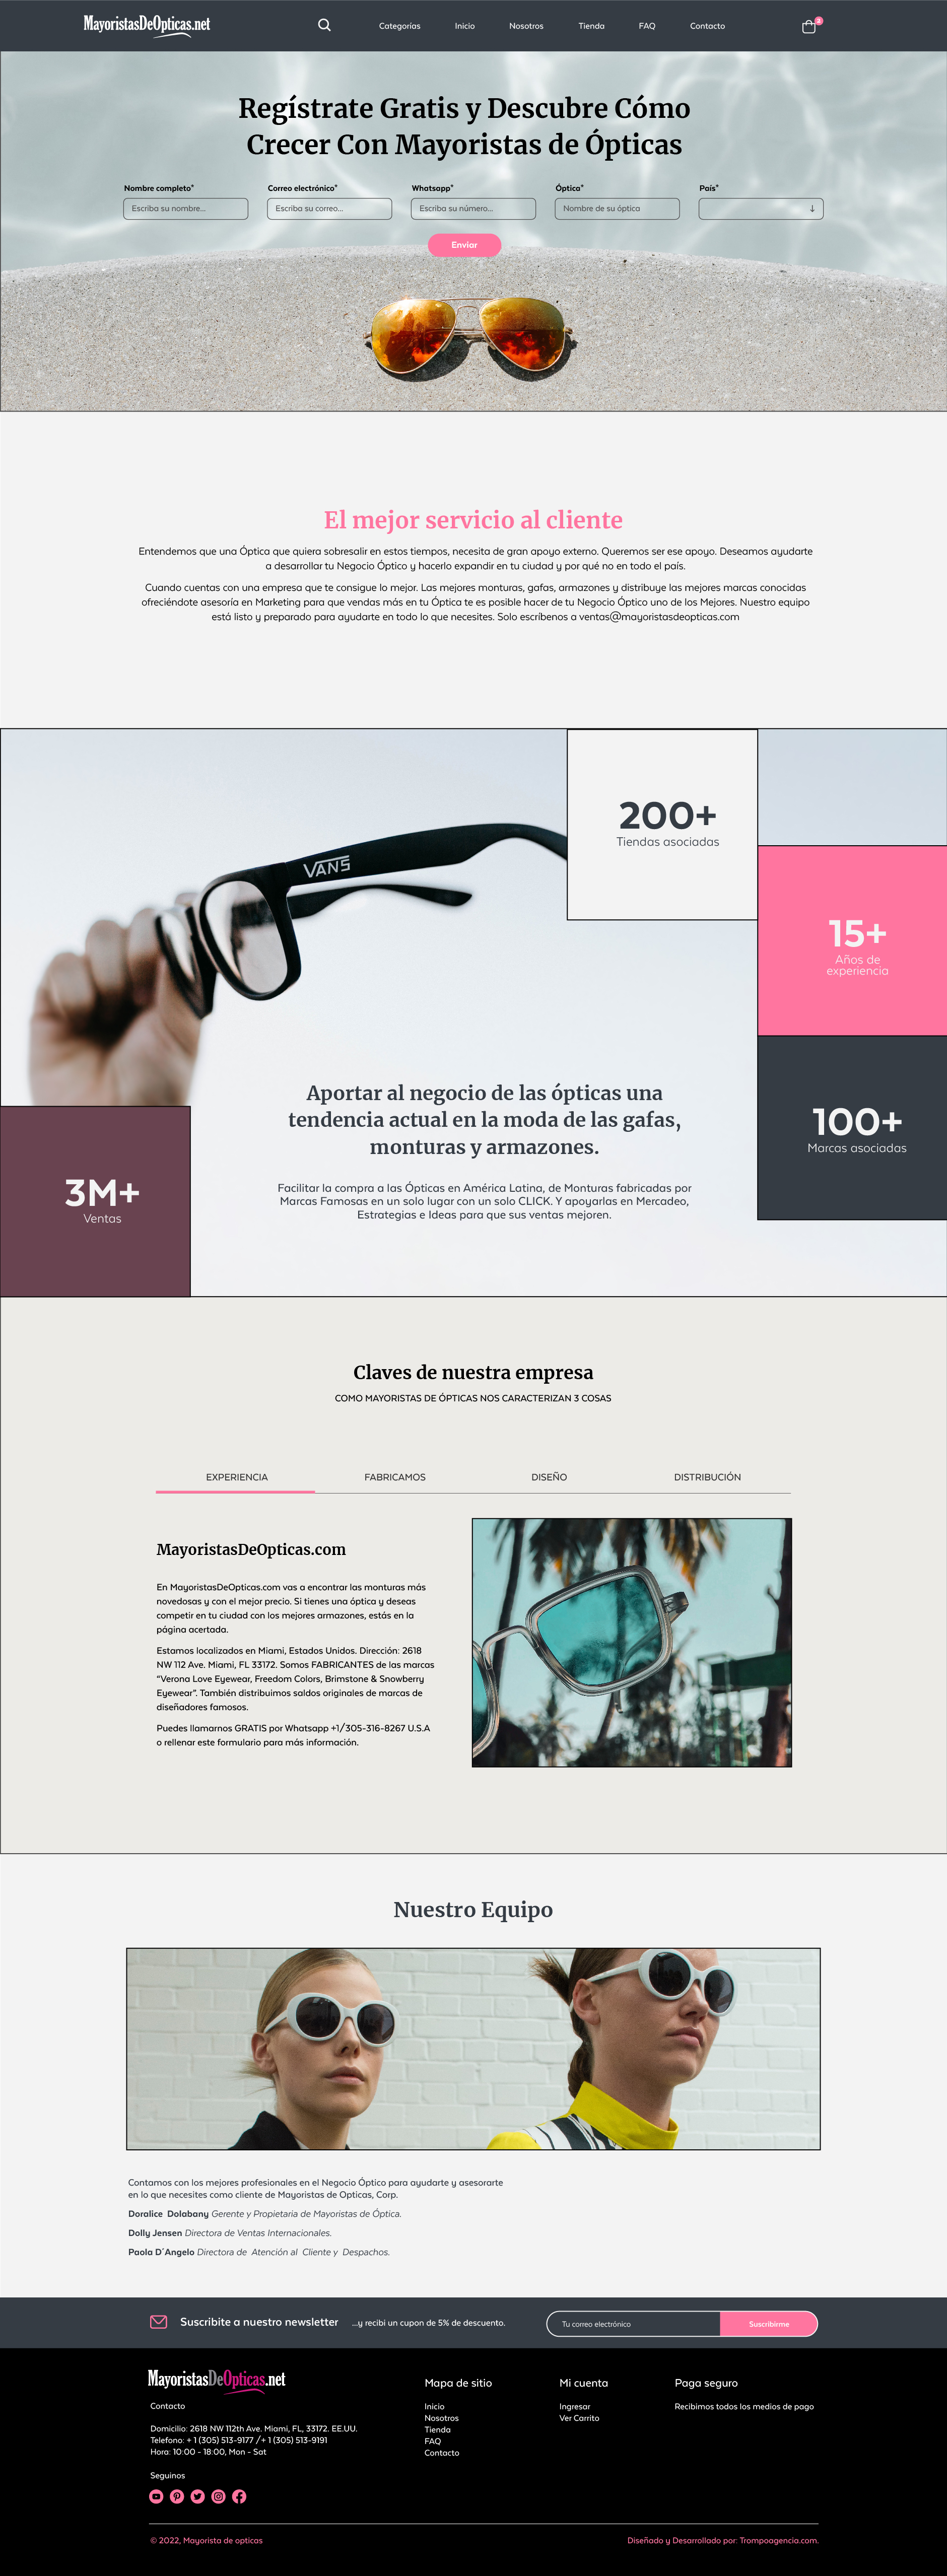 MayoristasDeOpticas.net
Categorías Inicio Nosotros Tienda FAQ Contacto
3
Regístrate Gratis y Descubre Cómo
Crecer Con Mayoristas de Ópticas
Nombre completo* Correo electrónico* Whatsapp* Óptica* País*
Escriba su nombre... Escriba su correo... Escriba su número... Nombre de su óptica ↓
Enviar
El mejor servicio al cliente
Entendemos que una Óptica que quiera sobresalir en estos tiempos, necesita de gran apoyo externo. Queremos ser ese apoyo. Deseamos ayudarte
a desarrollar tu Negocio Óptico y hacerlo expandir en tu ciudad y por qué no en todo el país.
Cuando cuentas con una empresa que te consigue lo mejor. Las mejores monturas, gafas, armazones y distribuye las mejores marcas conocidas
ofreciéndote asesoría en Marketing para que vendas más en tu Óptica te es posible hacer de tu Negocio Óptico uno de los Mejores. Nuestro equipo
está listo y preparado para ayudarte en todo lo que necesites. Solo escríbenos a ventas@mayoristasdeopticas.com
200+
Tiendas asociadas
VANS
15+
Años de
experiencia
100+
Marcas asociadas
Aportar al negocio de las ópticas una
tendencia actual en la moda de las gafas,
monturas y armazones.
Facilitar la compra a las Ópticas en América Latina, de Monturas fabricadas por
Marcas Famosas en un solo lugar con un solo CLICK. Y apoyarlas en Mercadeo,
Estrategias e Ideas para que sus ventas mejoren.
3M+
Ventas
Claves de nuestra empresa
COMO MAYORISTAS DE ÓPTICAS NOS CARACTERIZAN 3 COSAS
EXPERIENCIA FABRICAMOS DISEÑO DISTRIBUCIÓN
MayoristasDeOpticas.com
En MayoristasDeOpticas.com vas a encontrar las monturas más
novedosas y con el mejor precio. Si tienes una óptica y deseas
competir en tu ciudad con los mejores armazones, estás en la
página acertada.
Estamos localizados en Miami, Estados Unidos. Dirección: 2618
NW 112 Ave. Miami, FL 33172. Somos FABRICANTES de las marcas
“Verona Love Eyewear, Freedom Colors, Brimstone & Snowberry
Eyewear”. También distribuimos saldos originales de marcas de
diseñadores famosos.
Puedes llamarnos GRATIS por Whatsapp +1/305-316-8267 U.S.A
o rellenar este formulario para más información.
Nuestro Equipo
Contamos con los mejores profesionales en el Negocio Óptico para ayudarte y asesorarte
en lo que necesites como cliente de Mayoristas de Opticas, Corp.
Doralice Dolabany Gerente y Propietaria de Mayoristas de Óptica.
Dolly Jensen Directora de Ventas Internacionales.
Paola D´Angelo Directora de Atención al Cliente y Despachos.
Suscribite a nuestro newsletter ...y recibi un cupon de 5% de descuento. Tu correo electrónico Suscribirme
MayoristasDeOpticas.net
Contacto
Domicilio: 2618 NW 112th Ave. Miami, FL, 33172. EE.UU.
Telefono: + 1 (305) 513-9177 /+ 1 (305) 513-9191
Hora: 10:00 - 18:00, Mon - Sat
Seguinos
Mapa de sitio
Inicio
Nosotros
Tienda
FAQ
Contacto
Mi cuenta
Ingresar
Ver Carrito
Paga seguro
Recibimos todos los medios de pago
© 2022, Mayorista de opticas
Diseñado y Desarrollado por: Trompoagencia.com.